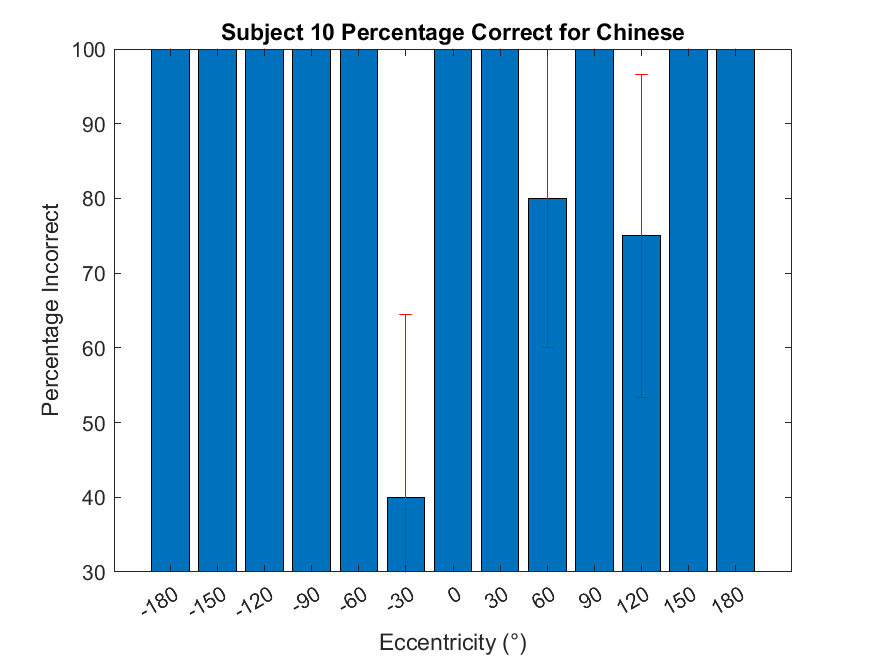 Subject 10 Percentage Correct for Chinese
100
90
80
70
60
50
40
30
Percentage Incorrect
-180 -150 -120 -90 -60 -30 0 30 60 90 120 150 180
Eccentricity (°)